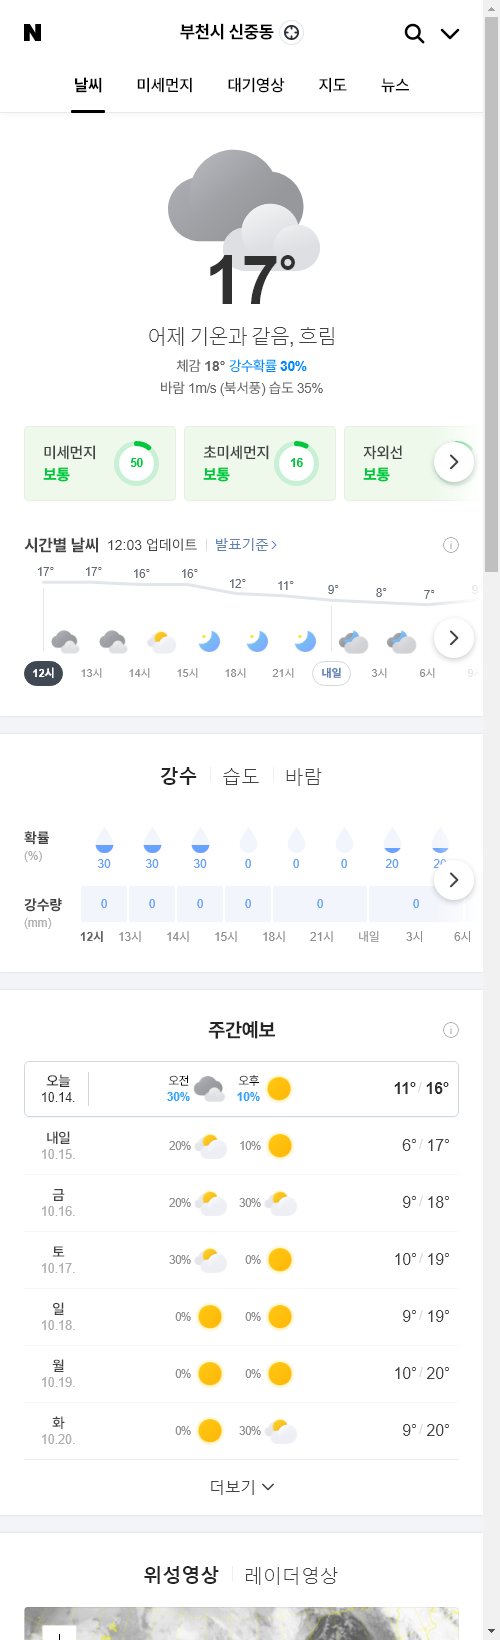 N
부천시 신중동
날씨 미세먼지 대기영상 지도 뉴스
17°
어제 기온과 같음, 흐림
체감 18° 강수확률 30%
바람 1m/s (북서풍) 습도 35%
미세먼지 보통 50
초미세먼지 보통 16
자외선 보통
시간별 날씨 12:03 업데이트 발표기준
17° 17° 16° 16° 12° 11° 9° 8° 7° 9
12시 13시 14시 15시 18시 21시 내일 3시 6시 9시
강수 습도 바람
확률
(%)
30 30 30 0 0 0 20 20
강수량
(mm)
0 0 0 0 0 0
12시 13시 14시 15시 18시 21시 내일 3시 6시
주간예보
오늘 10.14. 오전 30% 오후 10% 11° / 16°
내일 10.15. 20% 10% 6° / 17°
금 10.16. 20% 30% 9° / 18°
토 10.17. 30% 0% 10° / 19°
일 10.18. 0% 0% 9° / 19°
월 10.19. 0% 0% 10° / 20°
화 10.20. 0% 30% 9° / 20°
더보기
위성영상 레이더영상